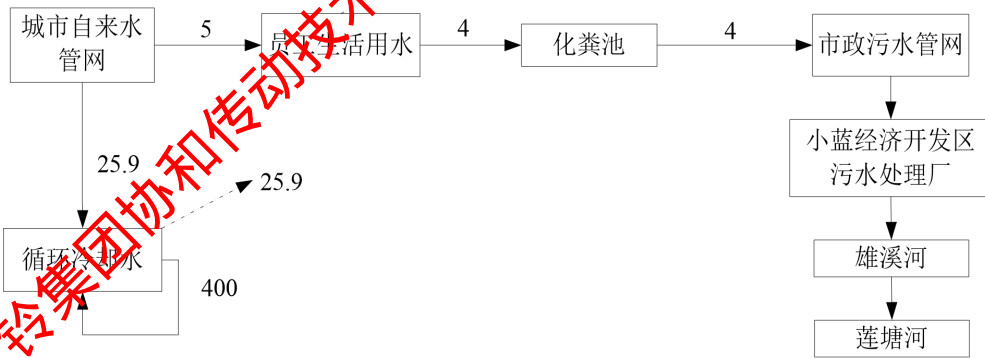 城市自来水
管网
5
员工生活用水
4
化粪池
4
市政污水管网
小蓝经济开发区
污水处理厂
25.9
25.9
循环冷却水
400
雄溪河
莲塘河
铃集团协和传动技术